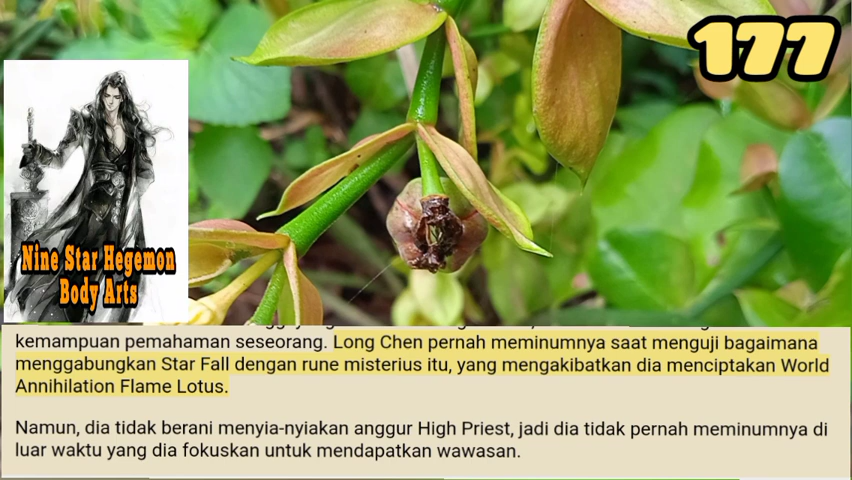 177
Nine Star Hegemon
Body Arts
kemampuan pemahaman seseorang. Long Chen pernah meminumnya saat menguji bagaimana
menggabungkan Star Fall dengan rune misterius itu, yang mengakibatkan dia menciptakan World
Annihilation Flame Lotus.
Namun, dia tidak berani menyia-nyiakan anggur High Priest, jadi dia tidak pernah meminumnya di
luar waktu yang dia fokuskan untuk mendapatkan wawasan.